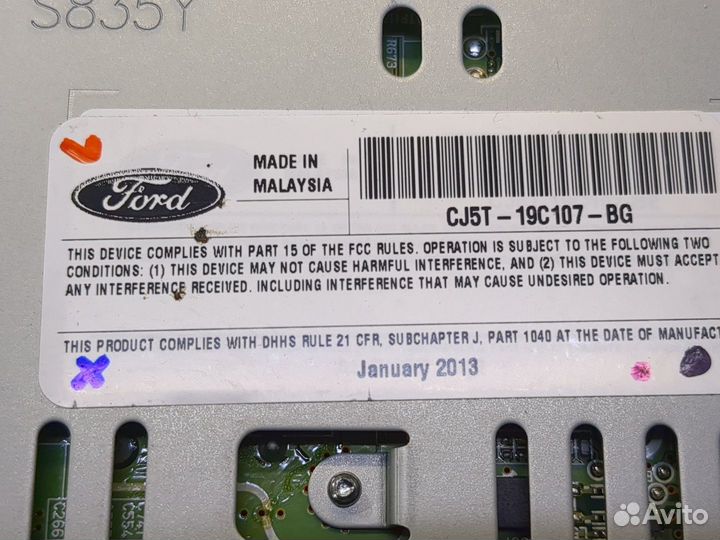 S835Y
R673
Ford
MADE IN
MALAYSIA
CJ5T-19C107-BG
THIS DEVICE COMPLIES WITH PART 15 OF THE FCC RULES. OPERATION IS SUBJECT TO THE FOLLOWING TWO
CONDITIONS: (1) THIS DEVICE MAY NOT CAUSE HARMFUL INTERFERENCE, AND (2) THIS DEVICE MUST ACCEPT
ANY INTERFERENCE RECEIVED. INCLUDING INTERFERENCE THAT MAY CAUSE UNDESIRED OPERATION.
THIS PRODUCT COMPLIES WITH DHHS RULE 21 CFR, SUBCHAPTER J, PART 1040 AT THE DATE OF MANUFACT
January 2013
C266
C554
Avito